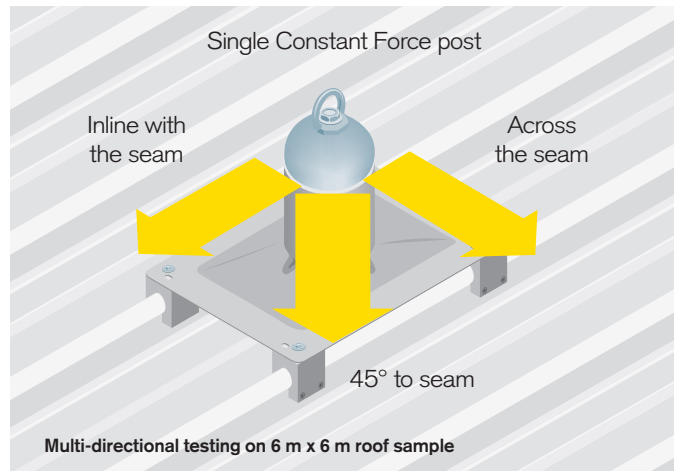 Single Constant Force post
Inline with
the seam
Across
the seam
45° to seam
Multi-directional testing on 6 m x 6 m roof sample